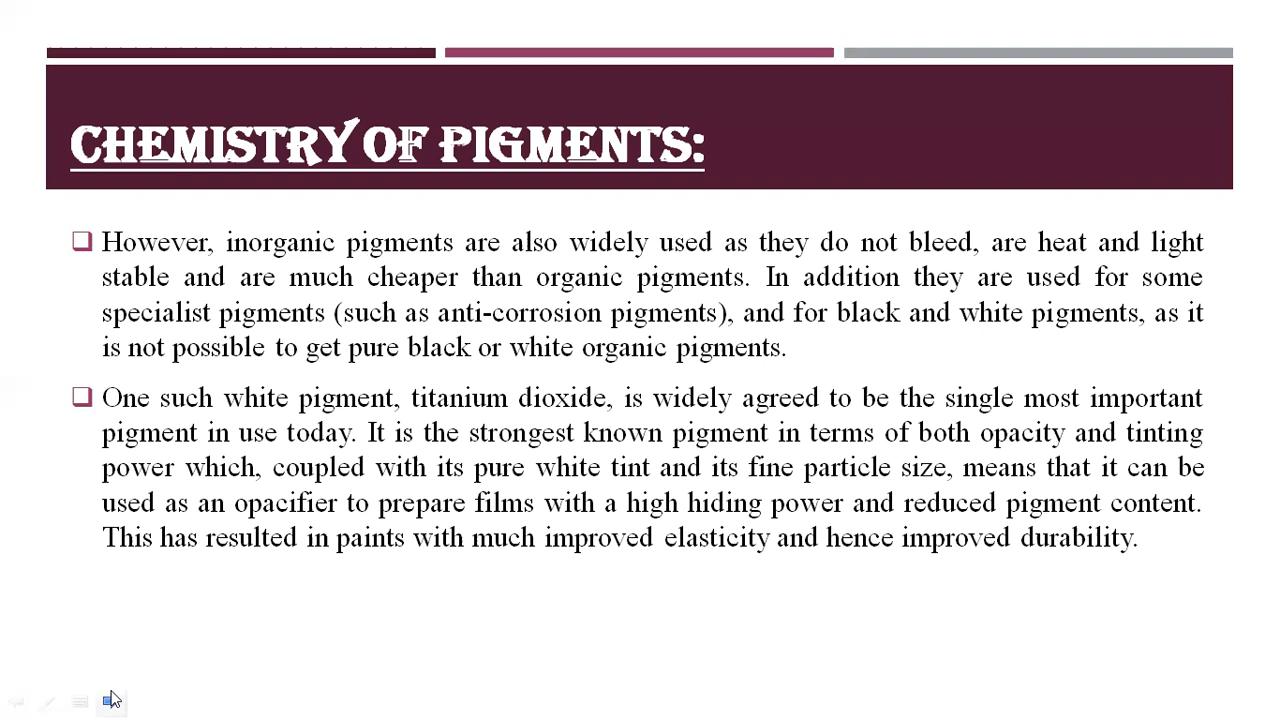 CHEMISTRY OF PIGMENTS:
However, inorganic pigments are also widely used as they do not bleed, are heat and light
stable and are much cheaper than organic pigments. In addition they are used for some
specialist pigments (such as anti-corrosion pigments), and for black and white pigments, as it
is not possible to get pure black or white organic pigments.
One such white pigment, titanium dioxide, is widely agreed to be the single most important
pigment in use today. It is the strongest known pigment in terms of both opacity and tinting
power which, coupled with its pure white tint and its fine particle size, means that it can be
used as an opacifier to prepare films with a high hiding power and reduced pigment content.
This has resulted in paints with much improved elasticity and hence improved durability.